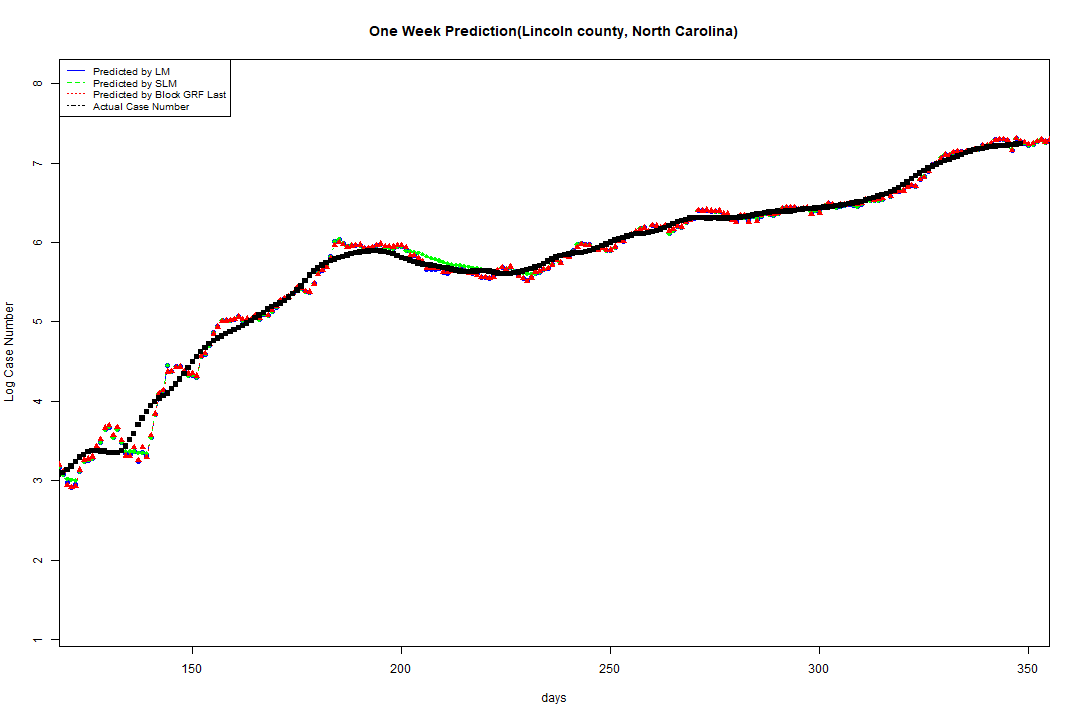 One Week Prediction(Lincoln county, North Carolina)
Predicted by LM
Predicted by SLM
Predicted by Block GRF Last
Actual Case Number
8
7
6
5
4
3
2
1
Log Case Number
150 200 250 300 350
days